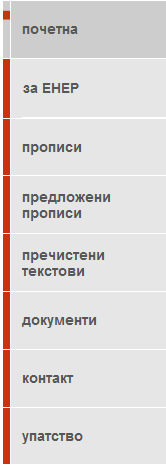 почетна
за ЕНЕР
прописи
предложени
прописи
пречистени
текстови
документи
контакт
упатство